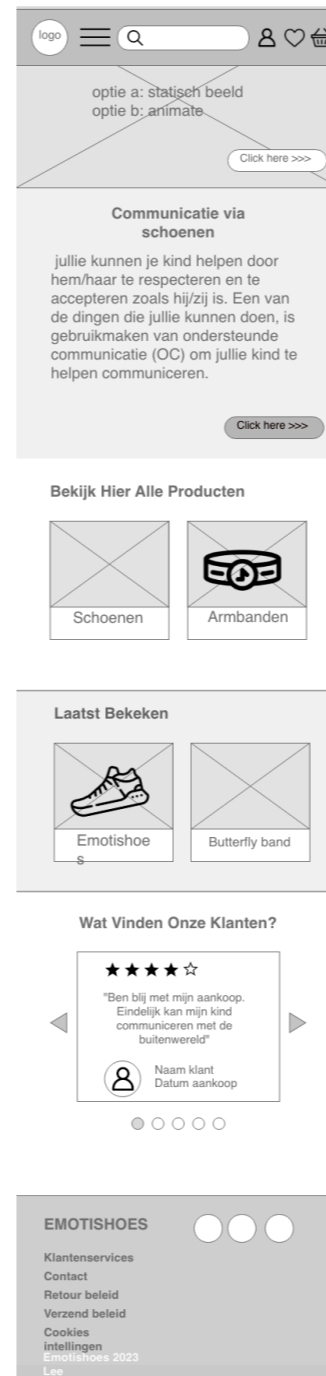 logo
optie a: statisch beeld
optie b: animate
Click here >>>
Communicatie via
schoenen
jullie kunnen je kind helpen door
hem/haar te respecteren en te
accepteren zoals hij/zij is. Een van
de dingen die jullie kunnen doen, is
gebruikmaken van ondersteunde
communicatie (OC) om jullie kind te
helpen communiceren.
Click here >>>
Bekijk Hier Alle Producten
Schoenen
Armbanden
Laatst Bekeken
Emotishoe
s
Butterfly band
Wat Vinden Onze Klanten?
"Ben blij met mijn aankoop.
Eindelijk kan mijn kind
communiceren met de
buitenwereld"
Naam klant
Datum aankoop
EMOTISHOES
Klantenservices
Contact
Retour beleid
Verzend beleid
Cookies
intellingen
Emotishoes 2023
Lee